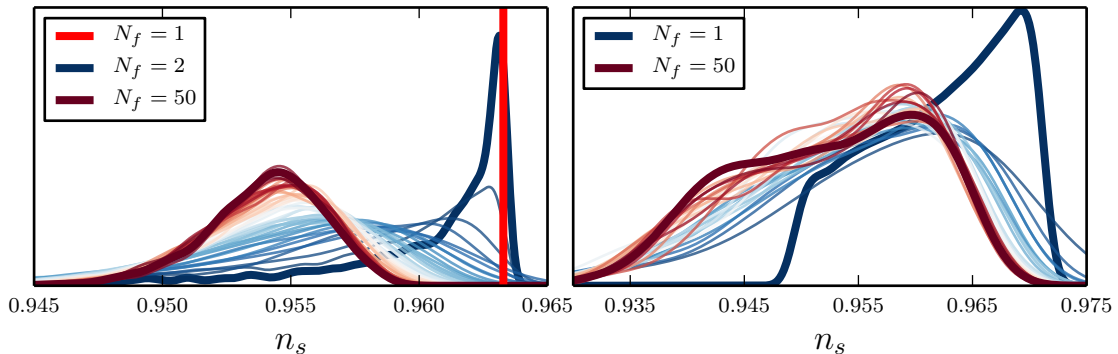 N_f = 1
N_f = 2
N_f = 50
0.945 0.950 0.955 0.960 0.965
n_s
N_f = 1
N_f = 50
0.935 0.945 0.955 0.965 0.975
n_s